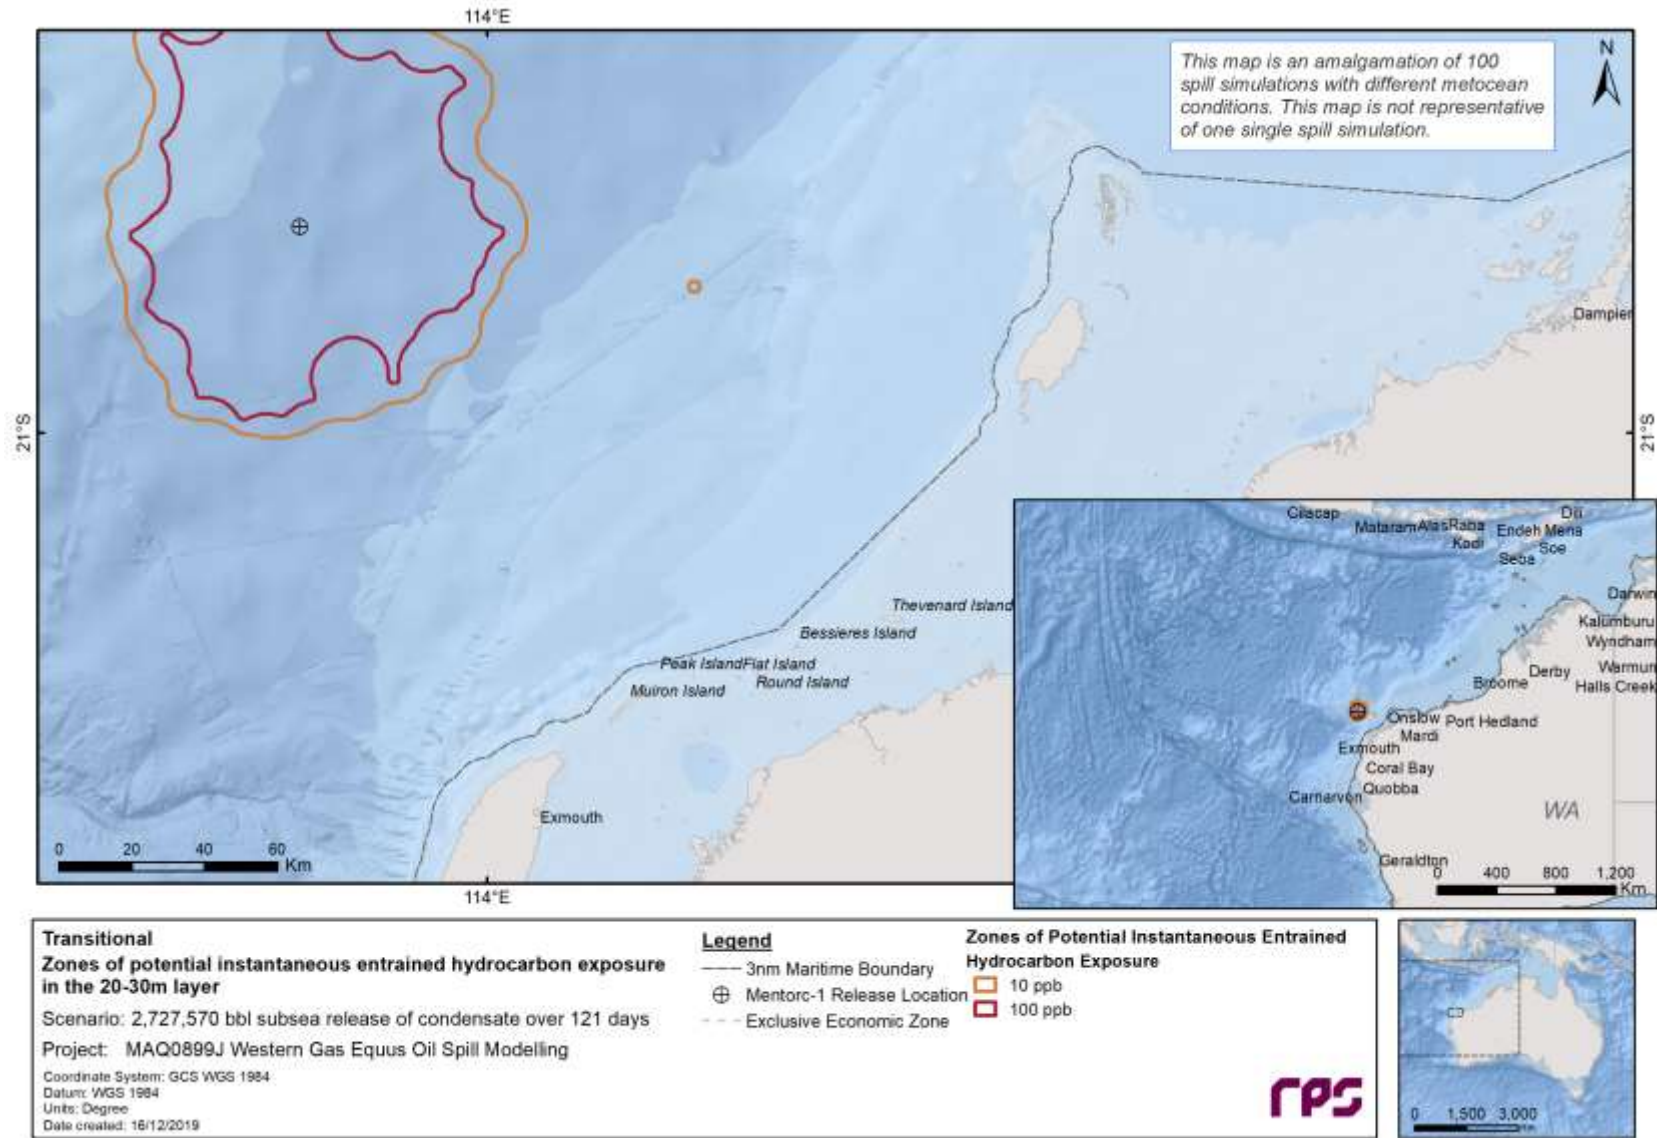 114°E
This map is an amalgamation of 100
spill simulations with different metocean
conditions. This map is not representative
of one single spill simulation.
N
Dampier
21°S
21°S
Thevenard Island
Bessieres Island
Peak Island
Flat Island
Round Island
Muiron Island
Exmouth
0 20 40 60
Km
114°E
Cilacap
Mataram
Alas
Raba
Kodi
Dili
Endeh
Mena
Soe
Seba
Darwin
Kalumburu
Wyndham
Warmun
Halls Creek
Derby
Broome
Onslow
Port Hedland
Mardi
Exmouth
Coral Bay
Quobba
Carnarvon
WA
Geraldton
0 400 800 1,200
Km
Transitional
Zones of potential instantaneous entrained hydrocarbon exposure
in the 20-30m layer
Scenario: 2,727,570 bbl subsea release of condensate over 121 days
Project: MAQ0899J Western Gas Equus Oil Spill Modelling
Coordinate System: GCS WGS 1984
Datum: WGS 1984
Units: Degree
Date created: 16/12/2019
Legend
3nm Maritime Boundary
Mentorc-1 Release Location
Exclusive Economic Zone
Zones of Potential Instantaneous Entrained
Hydrocarbon Exposure
10 ppb
100 ppb
rps
0 1,500 3,000